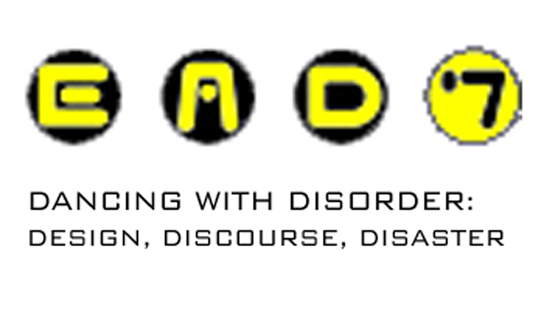 EAD '7
DANCING WITH DISORDER:
DESIGN, DISCOURSE, DISASTER